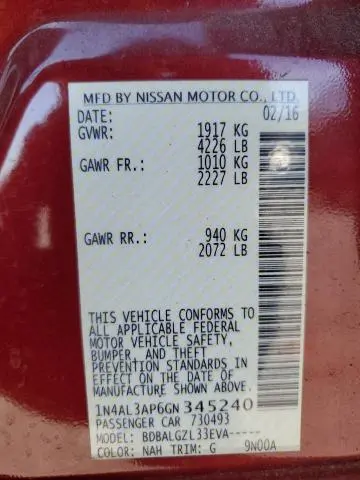 MFD BY NISSAN MOTOR CO., LTD.
DATE: 02/16
GVWR: 1917 KG
4226 LB
GAWR FR.: 1010 KG
2227 LB
GAWR RR.: 940 KG
2072 LB
THIS VEHICLE CONFORMS TO
ALL APPLICABLE FEDERAL
MOTOR VEHICLE SAFETY,
BUMPER, AND THEFT
PREVENTION STANDARDS IN
EFFECT ON THE DATE OF
MANUFACTURE SHOWN ABOVE.
1N4AL3AP6GN 345240
PASSENGER CAR 730493
MODEL: BDBALGZL33EVA-----
COLOR: NAH TRIM: G 9N00A